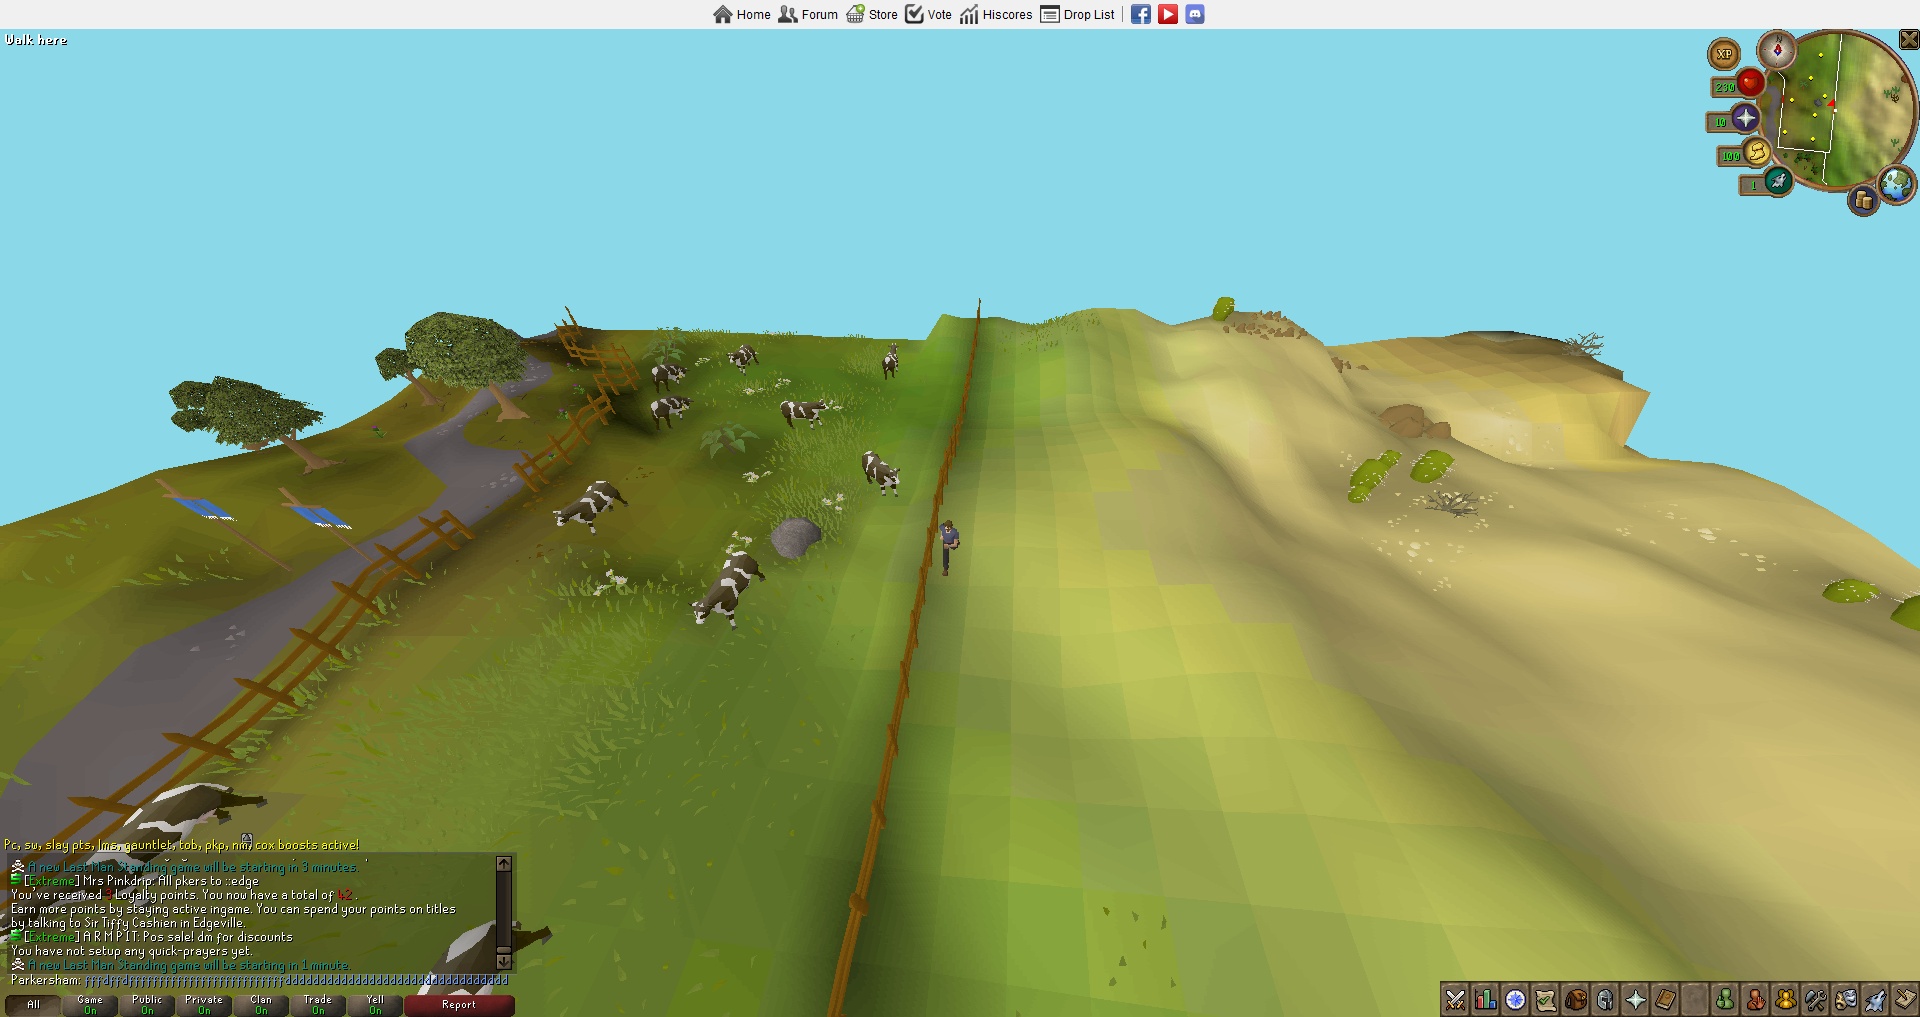 Home Forum Store Vote Hiscores Drop List
Walk here
XP
N
230
10
100
1
Pc, sw, slay pts, lms, gauntlet, tob, pkp, nm, cox boosts active!
A new Last Man Standing game will be starting in 3 minutes.
[Extreme] Mrs Pinkdrip: All pkers to ::edge
You've received 3 Loyalty points. You now have a total of 42.
Earn more points by staying active ingame. You can spend your points on titles
by talking to Sir Tiffy Cashien in Edgeville.
[Extreme] A R M P I T: Pos sale! dm for discounts
You have not setup any quick-prayers yet.
A new Last Man Standing game will be starting in 1 minute.
Parkersham:
All Game Public Private Clan Trade Yell Report
On On On On On On